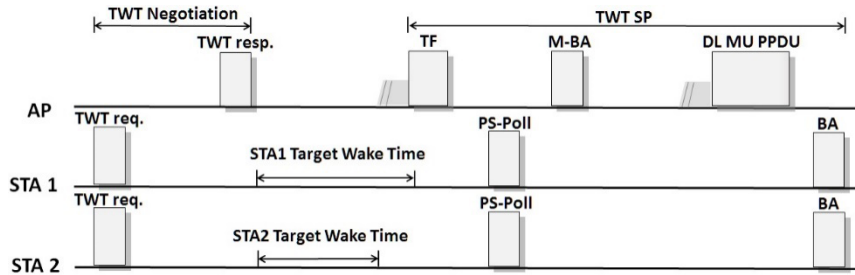 TWT Negotiation
TWT SP
TWT resp.
TF
M-BA
DL MU PPDU
AP
TWT req.
PS-Poll
BA
STA1 Target Wake Time
STA 1
TWT req.
PS-Poll
BA
STA2 Target Wake Time
STA 2